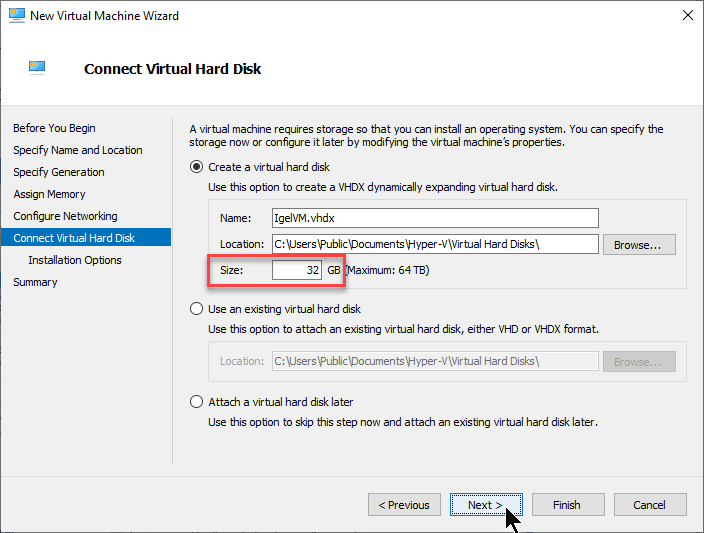 New Virtual Machine Wizard
Connect Virtual Hard Disk
Before You Begin
Specify Name and Location
Specify Generation
Assign Memory
Configure Networking
Connect Virtual Hard Disk
Installation Options
Summary
A virtual machine requires storage so that you can install an operating system. You can specify the
storage now or configure it later by modifying the virtual machine's properties.
Create a virtual hard disk
Use this option to create a VHDX dynamically expanding virtual hard disk.
Name: IgelVM.vhdx
Location: C:\Users\Public\Documents\Hyper-V\Virtual Hard Disks\ Browse...
Size: 32 GB (Maximum: 64 TB)
Use an existing virtual hard disk
Use this option to attach an existing virtual hard disk, either VHD or VHDX format.
Location: C:\Users\Public\Documents\Hyper-V\Virtual Hard Disks\ Browse...
Attach a virtual hard disk later
Use this option to skip this step now and attach an existing virtual hard disk later.
< Previous Next > Finish Cancel